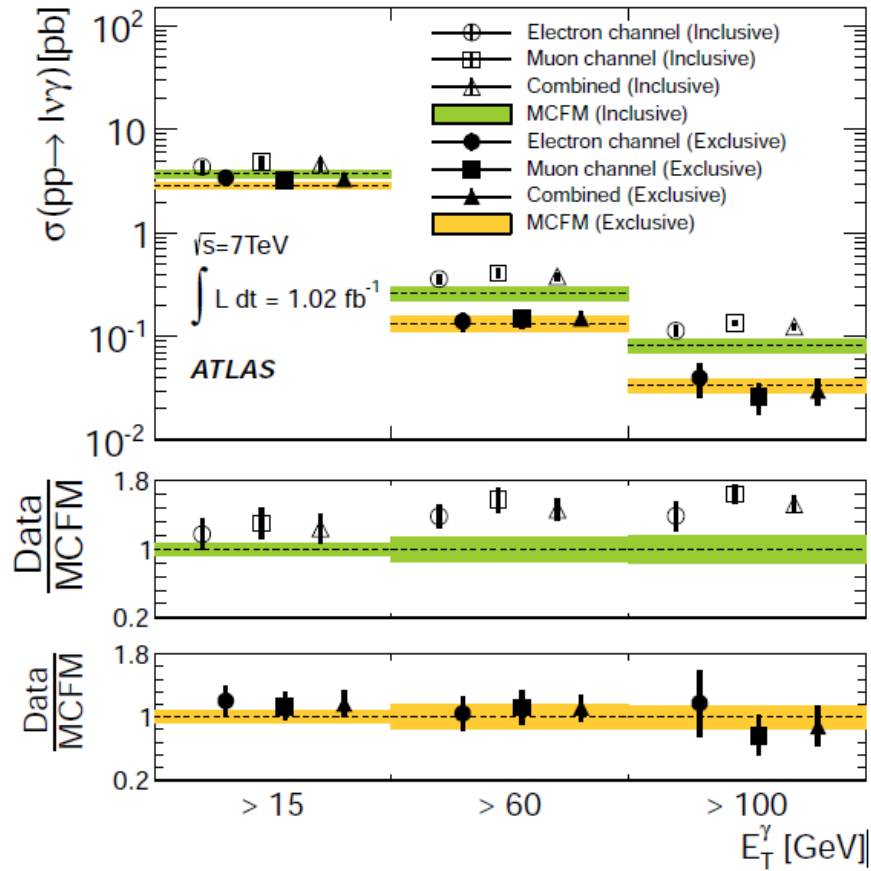 σ(pp→ lνγ) [pb]
10²
10
1
10⁻¹
10⁻²
Electron channel (Inclusive)
Muon channel (Inclusive)
Combined (Inclusive)
MCFM (Inclusive)
Electron channel (Exclusive)
Muon channel (Exclusive)
Combined (Exclusive)
MCFM (Exclusive)
√s=7TeV
∫ L dt = 1.02 fb⁻¹
ATLAS
Data
MCFM
1.8
1
0.2
Data
MCFM
1.8
1
0.2
> 15 > 60 > 100
E_T^γ [GeV]